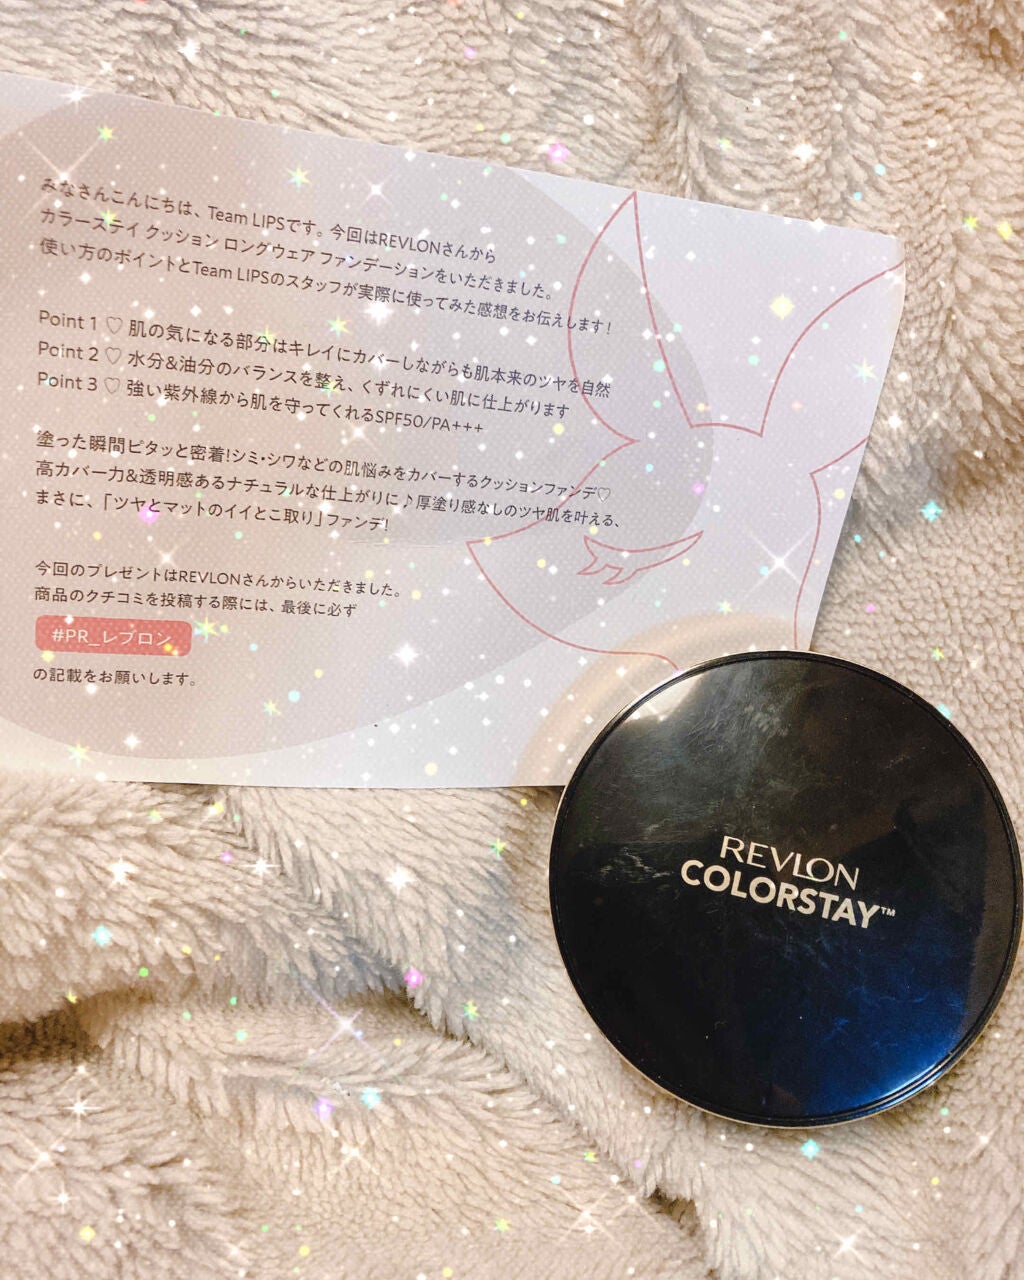 みなさんこんにちは、Team LIPSです。今回はREVLONさんから
カラーステイ クッション ロングウェア ファンデーションをいただきました。
使い方のポイントとTeam LIPSのスタッフが実際に使ってみた感想をお伝えします!
Point 1 ♡ 肌の気になる部分はキレイにカバーしながらも肌本来のツヤを自然
Point 2 ♡ 水分&油分のバランスを整え、くずれにくい肌に仕上がります
Point 3 ♡ 強い紫外線から肌を守ってくれるSPF50/PA+++
塗った瞬間ピタッと密着!シミ・シワなどの肌悩みをカバーするクッションファンデ♡
高カバー力&透明感あるナチュラルな仕上がりに♪厚塗り感なしのツヤ肌を叶える、
まさに、「ツヤとマットのイイとこ取り」ファンデ!
今回のプレゼントはREVLONさんからいただきました。
商品のクチコミを投稿する際には、最後に必ず
#PR_レブロン
の記載をお願いします。
REVLON
COLORSTAY™